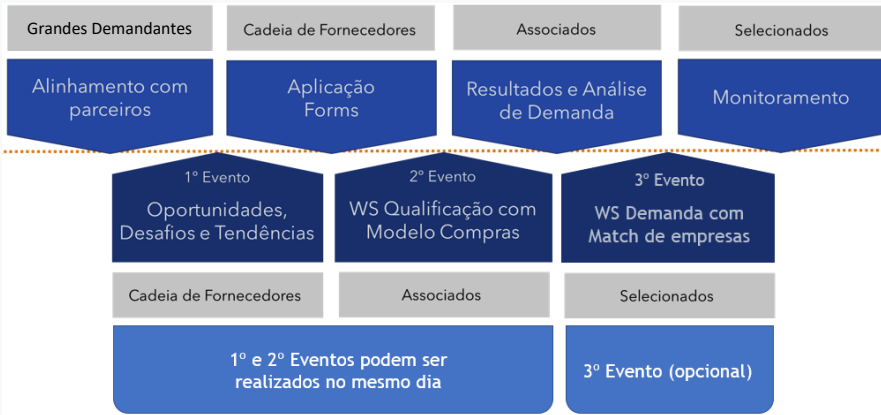 Grandes Demandantes
Cadeia de Fornecedores
Associados
Selecionados
Alinhamento com
parceiros
Aplicação
Forms
Resultados e Análise
de Demanda
Monitoramento
1º Evento
Oportunidades,
Desafios e Tendências
2º Evento
WS Qualificação com
Modelo Compras
3º Evento
WS Demanda com
Match de empresas
Cadeia de Fornecedores
Associados
Selecionados
1º e 2º Eventos podem ser
realizados no mesmo dia
3º Evento (opcional)